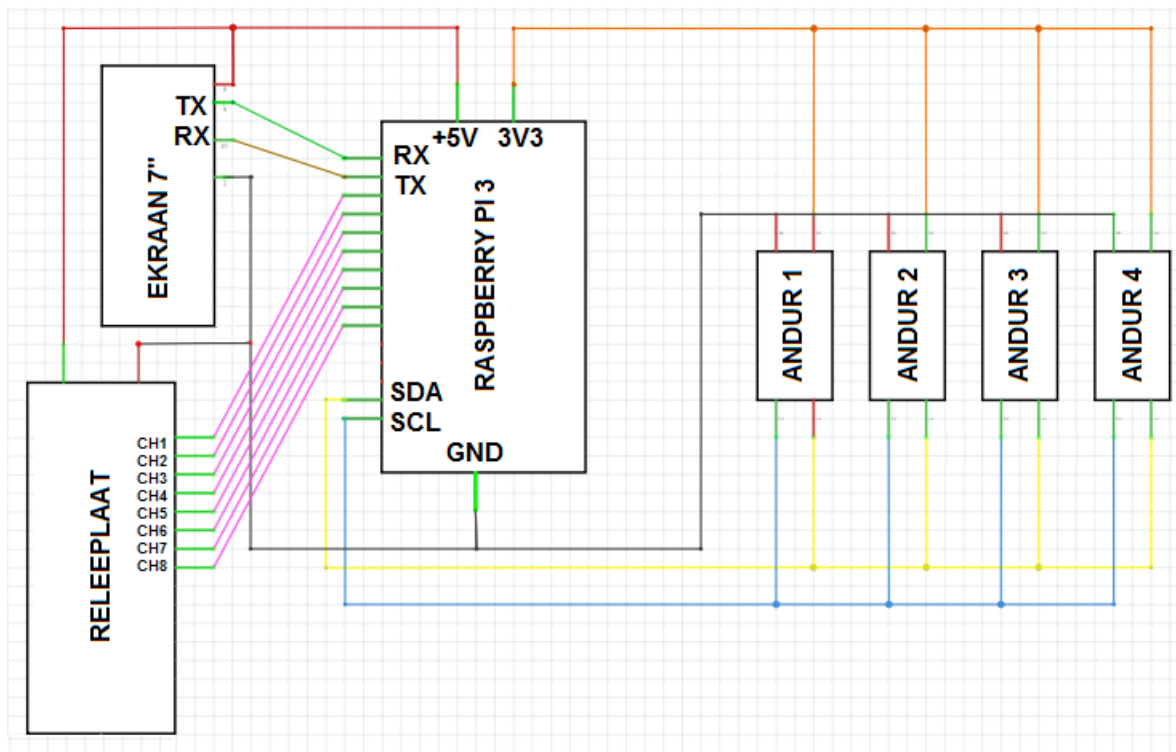 TX
RX
EKRAAN 7"
+5V
3V3
RX
TX
RASPBERRY PI 3
SDA
SCL
GND
ANDUR 1
ANDUR 2
ANDUR 3
ANDUR 4
RELEEPLAAT
CH1
CH2
CH3
CH4
CH5
CH6
CH7
CH8